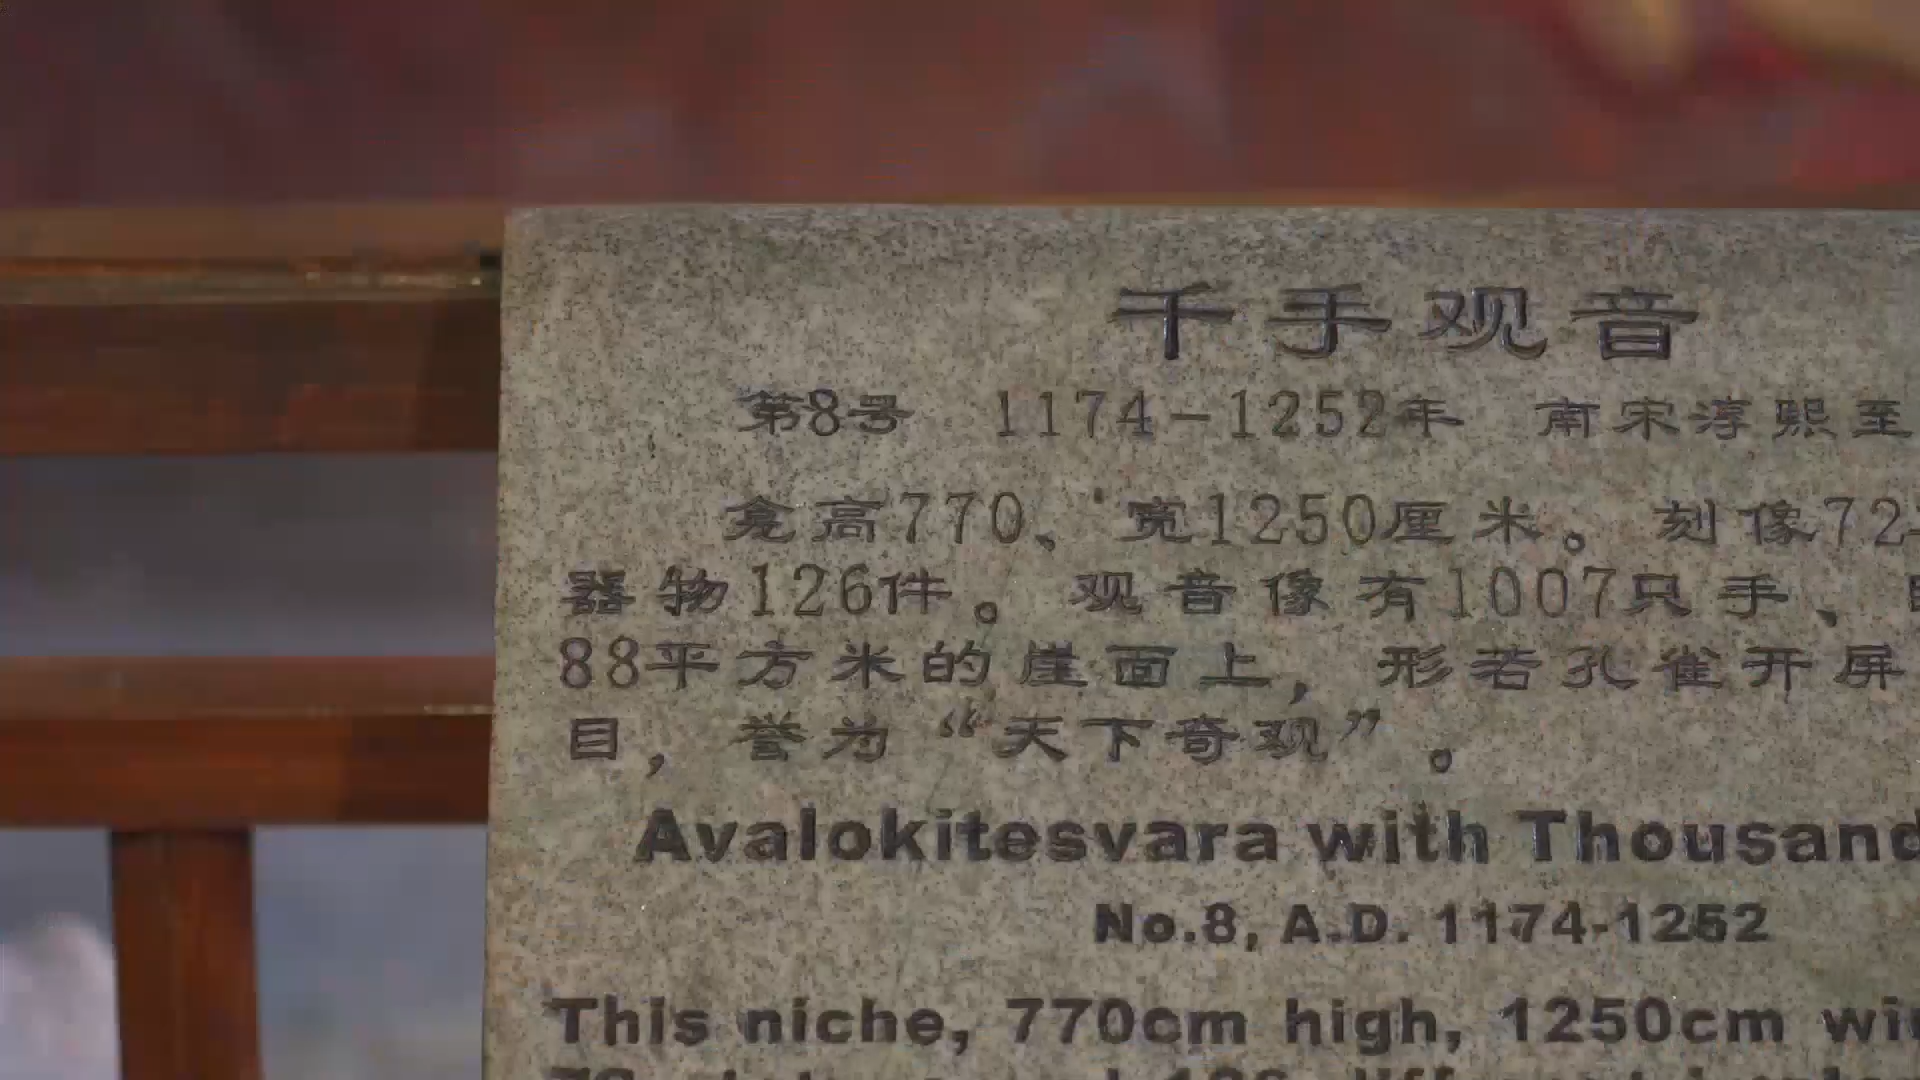 千手观音
第8号 1174-1252年 南宋淳熙至
龛高770、宽1250厘米。刻像72
器物126件。观音像有1007只手、
88平方米的崖面上，形若孔雀开屏
目，誉为“天下奇观”。
Avalokitesvara with Thousand
No.8, A.D. 1174-1252
This niche, 770cm high, 1250cm